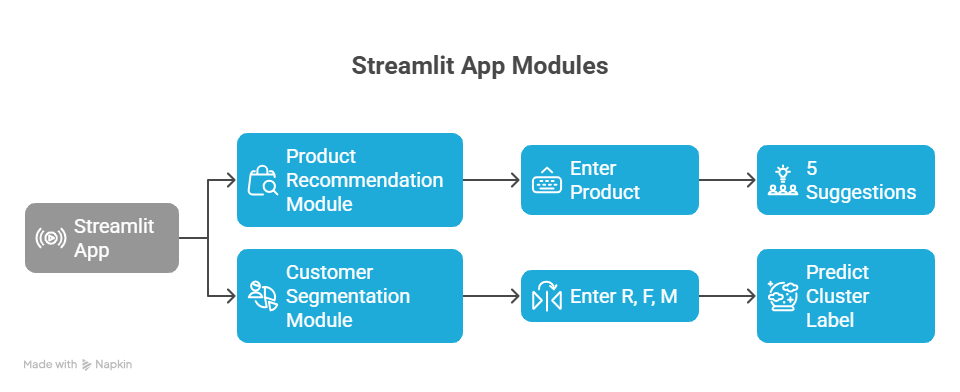 Streamlit App Modules
Streamlit
App
Product
Recommendation
Module
Enter
Product
5
Suggestions
Customer
Segmentation
Module
Enter R, F, M
Predict
Cluster
Label
Made with Napkin